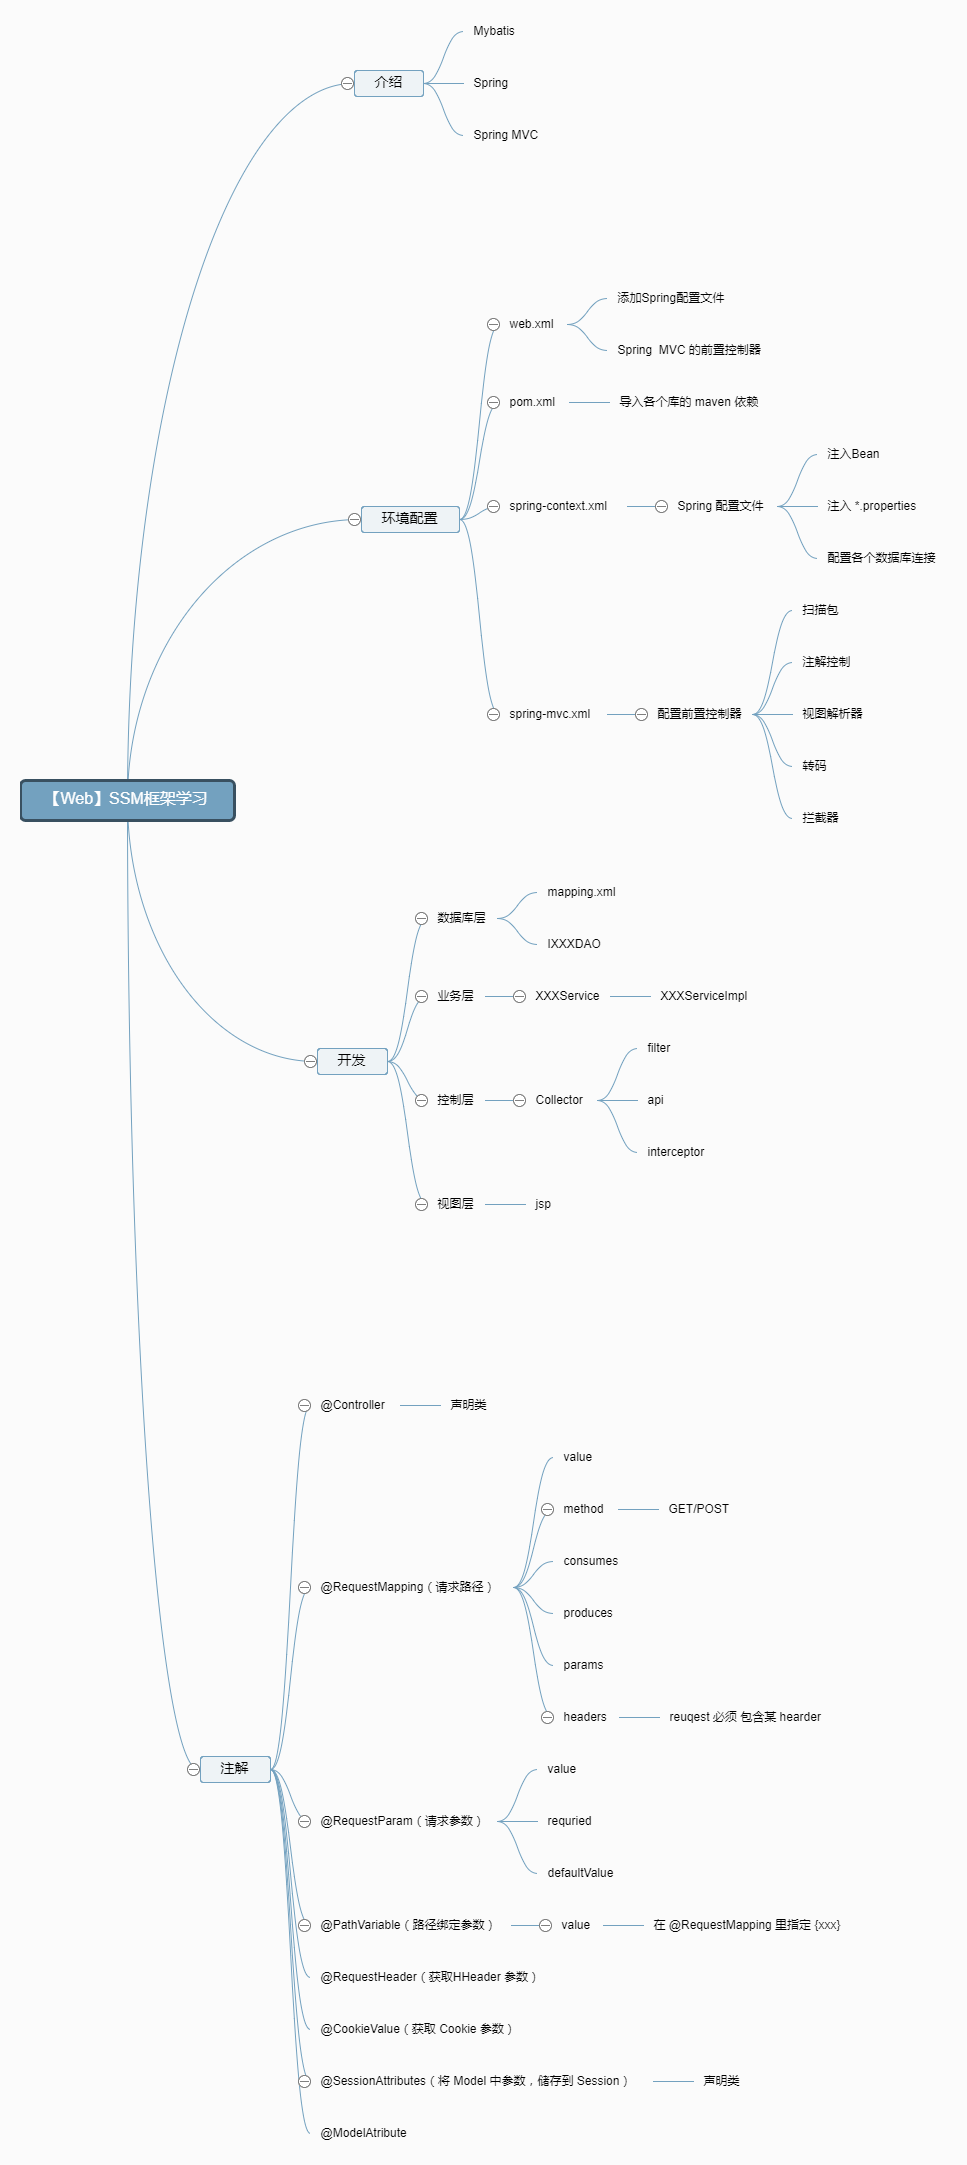 Mybatis
介绍
Spring
Spring MVC
添加Spring配置文件
web.xml
Spring  MVC 的前置控制器
pom.xml
导入各个库的 maven 依赖
注入Bean
环境配置
spring-context.xml
Spring 配置文件
注入 *.properties
配置各个数据库连接
扫描包
注解控制
spring-mvc.xml
配置前置控制器
视图解析器
转码
拦截器
【Web】SSM框架学习
mapping.xml
数据库层
IXXXDAO
业务层
XXXService
XXXServiceImpl
开发
filter
控制层
Collector
api
interceptor
视图层
jsp
@Controller
声明类
value
method
GET/POST
consumes
@RequestMapping（请求路径）
produces
params
headers
reuqest 必须 包含某 hearder
注解
value
@RequestParam（请求参数）
requried
defaultValue
@PathVariable（路径绑定参数）
value
在 @RequestMapping 里指定 {xxx}
@RequestHeader（获取HHeader 参数）
@CookieValue（获取 Cookie 参数）
@SessionAttributes（将 Model 中参数，储存到 Session）
声明类
@ModelAtribute